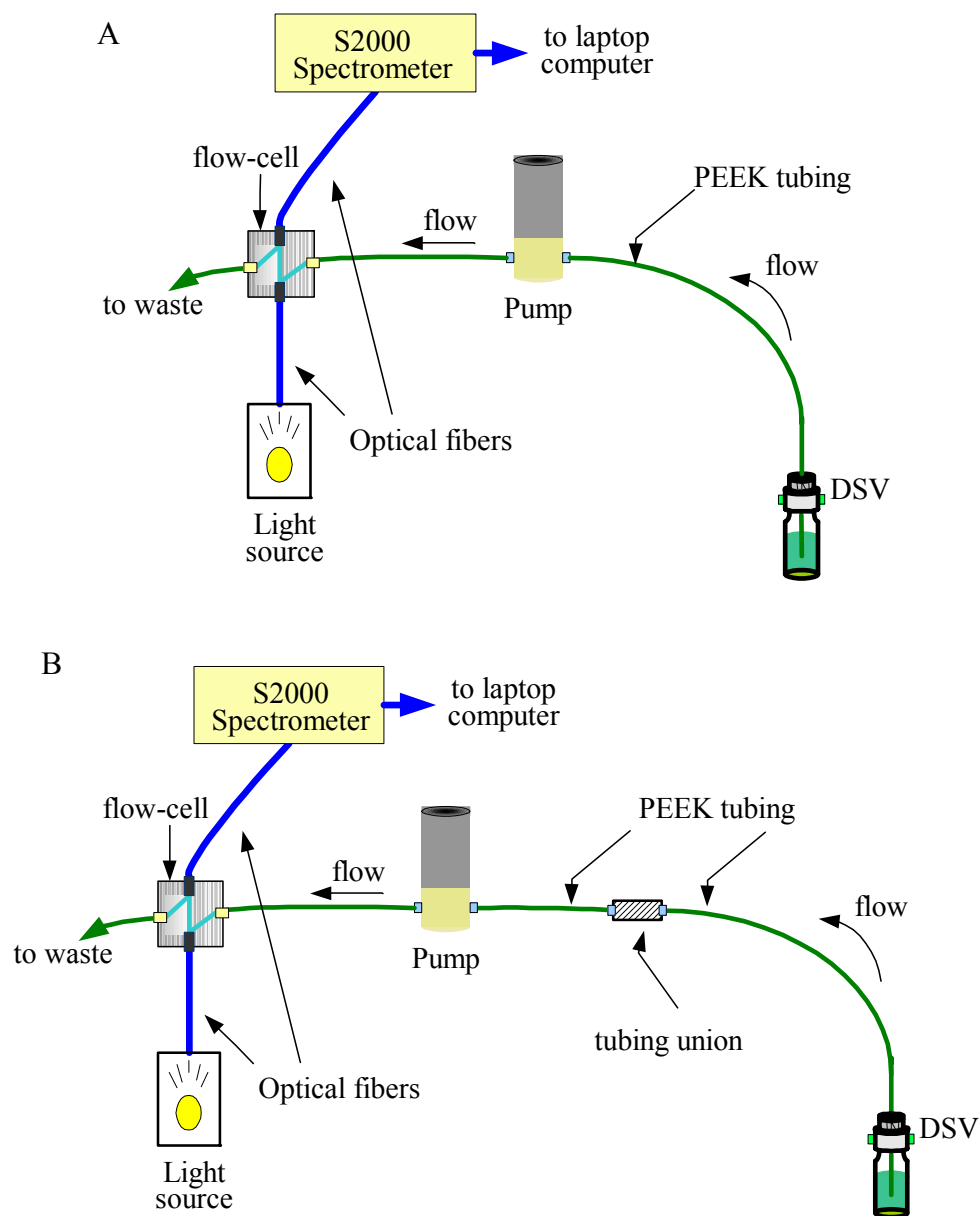 A
S2000
Spectrometer
to laptop
computer
flow-cell
PEEK tubing
flow
flow
to waste
Pump
Optical fibers
DSV
Light
source
B
S2000
Spectrometer
to laptop
computer
flow-cell
PEEK tubing
flow
flow
to waste
Pump
tubing union
Optical fibers
DSV
Light
source